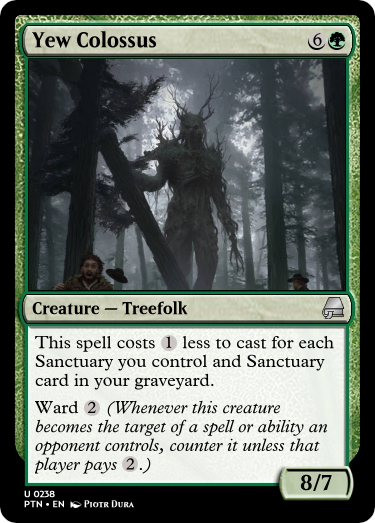 Yew Colossus 6
Creature — Treefolk
This spell costs 1 less to cast for each
Sanctuary you control and Sanctuary
card in your graveyard.
Ward 2 (Whenever this creature
becomes the target of a spell or ability an
opponent controls, counter it unless that
player pays 2.)
8/7
U 0238
PTN • EN Piotr Dura